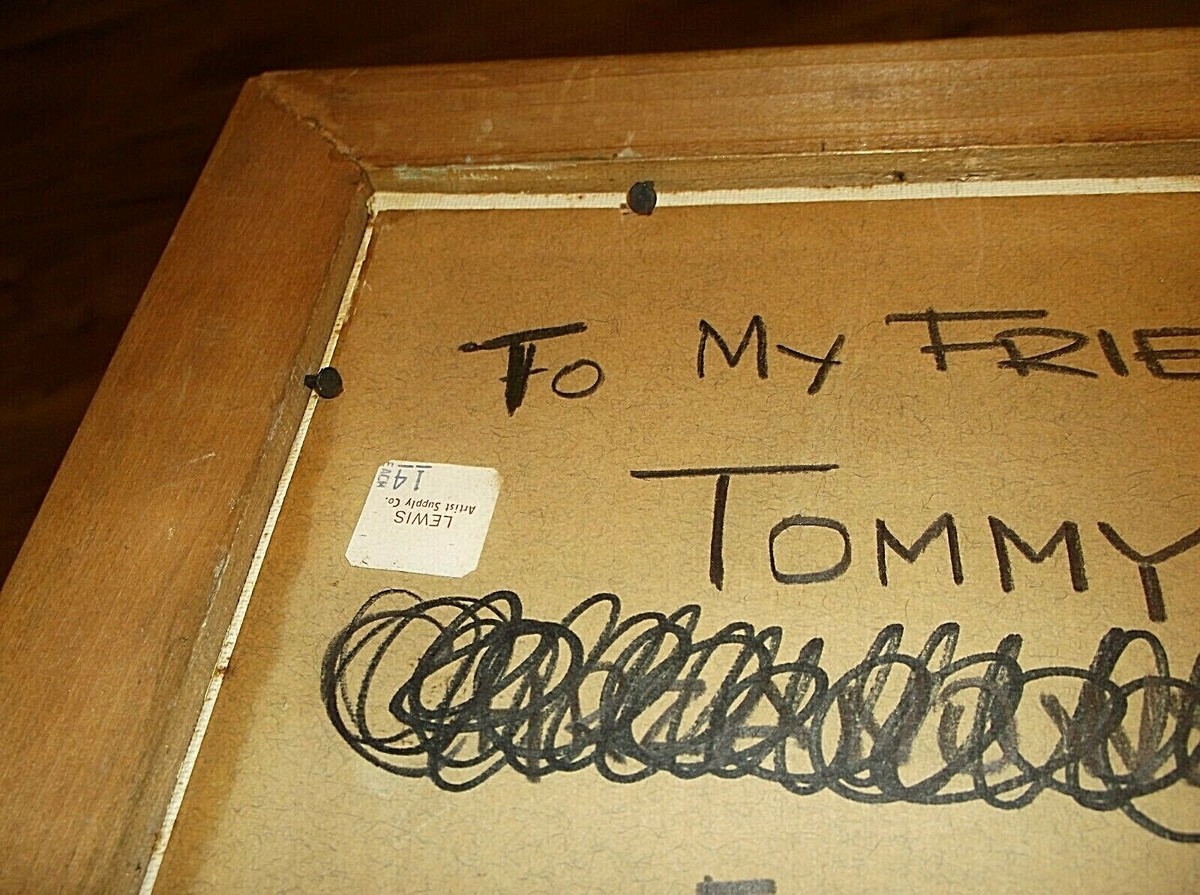 To My FRIE
TOMMY
LEWIS
Artist Supply Co.
14
EACH